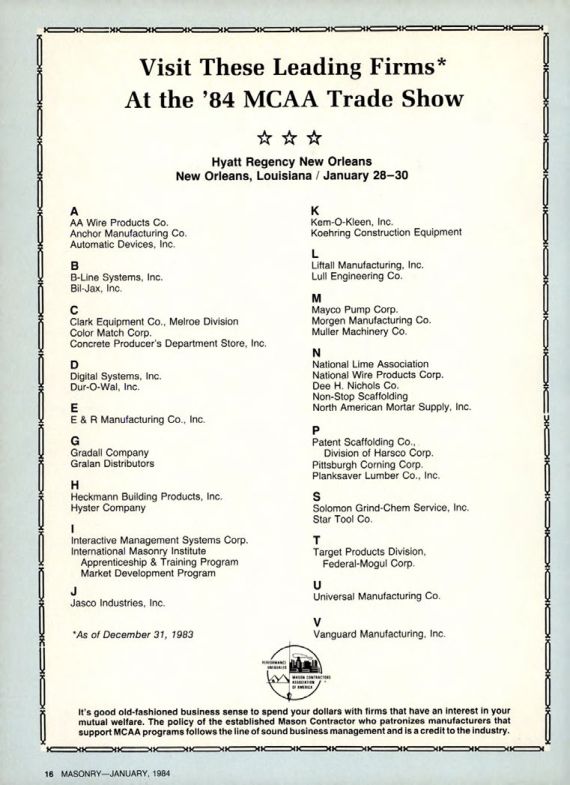 Visit These Leading Firms*
At the '84 MCAA Trade Show
Hyatt Regency New Orleans
New Orleans, Louisiana / January 28–30
A
AA Wire Products Co.
Anchor Manufacturing Co.
Automatic Devices, Inc.
B
B-Line Systems, Inc.
Bil-Jax, Inc.
C
Clark Equipment Co., Melroe Division
Color Match Corp.
Concrete Producer's Department Store, Inc.
D
Digital Systems, Inc.
Dur-O-Wal, Inc.
E
E & R Manufacturing Co., Inc.
G
Gradall Company
Gralan Distributors
H
Heckmann Building Products, Inc.
Hyster Company
I
Interactive Management Systems Corp.
International Masonry Institute
Apprenticeship & Training Program
Market Development Program
J
Jasco Industries, Inc.
*As of December 31, 1983
K
Kem-O-Kleen, Inc.
Koehring Construction Equipment
L
Liftall Manufacturing, Inc.
Lull Engineering Co.
M
Mayco Pump Corp.
Morgen Manufacturing Co.
Muller Machinery Co.
N
National Lime Association
National Wire Products Corp.
Dee H. Nichols Co.
Non-Stop Scaffolding
North American Mortar Supply, Inc.
P
Patent Scaffolding Co.,
Division of Harsco Corp.
Pittsburgh Corning Corp.
Planksaver Lumber Co., Inc.
S
Solomon Grind-Chem Service, Inc.
Star Tool Co.
T
Target Products Division,
Federal-Mogul Corp.
U
Universal Manufacturing Co.
V
Vanguard Manufacturing, Inc.
PERFORMANCE
MASON CONTRACTORS
ASSOCIATION
OF AMERICA
It's good old-fashioned business sense to spend your dollars with firms that have an interest in your
mutual welfare. The policy of the established Mason Contractor who patronizes manufacturers that
support MCAA programs follows the line of sound business management and is a credit to the industry.
16 MASONRY—JANUARY, 1984